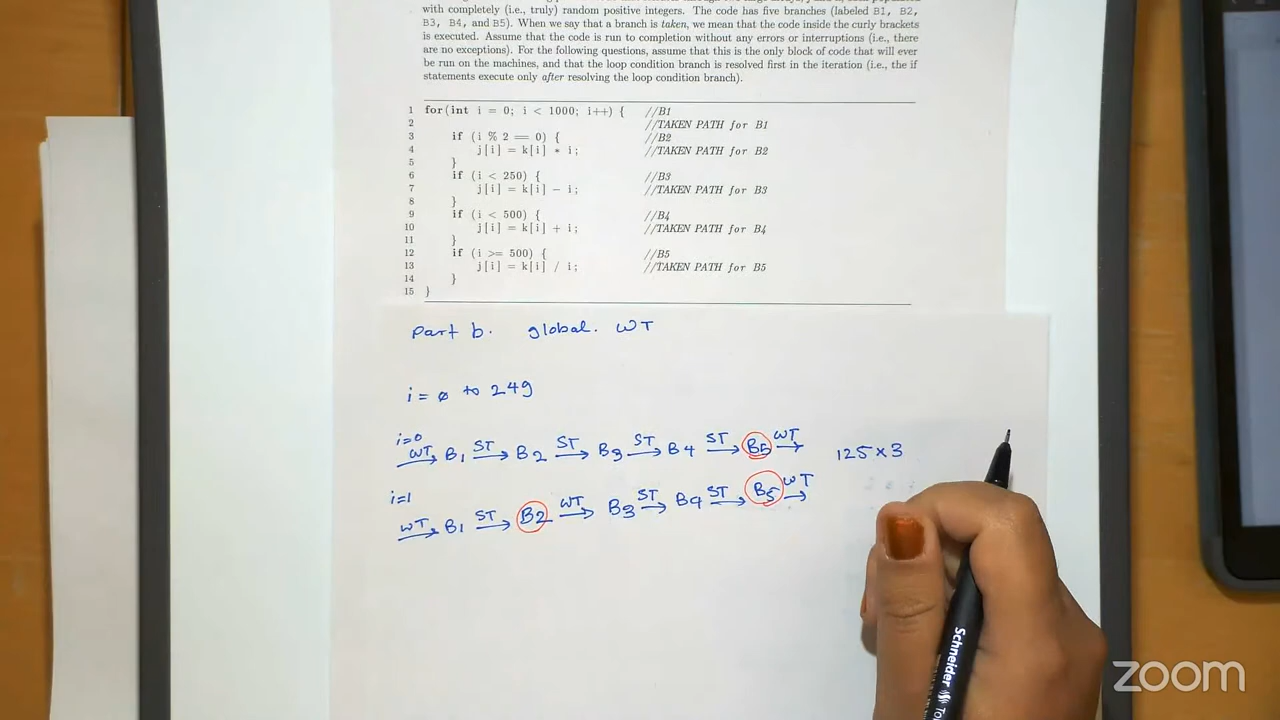 with completely (i.e., truly) random positive integers. The code has five branches (labeled B1, B2,
B3, B4, and B5). When we say that a branch is taken, we mean that the code inside the curly brackets
is executed. Assume that the code is run to completion without any errors or interruptions (i.e., there
are no exceptions). For the following questions, assume that this is the only block of code that will ever
be run on the machines, and that the loop condition branch is resolved first in the iteration (i.e., the if
statements execute only after resolving the loop condition branch).
1 for(int i = 0; i < 1000; i++) { //B1
2 //TAKEN PATH for B1
3 if (i % 2 == 0) { //B2
4 j[i] = k[i] * i; //TAKEN PATH for B2
5 }
6 if (i < 250) { //B3
7 j[i] = k[i] - i; //TAKEN PATH for B3
8 }
9 if (i < 500) { //B4
10 j[i] = k[i] + i; //TAKEN PATH for B4
11 }
12 if (i >= 500) { //B5
13 j[i] = k[i] / i; //TAKEN PATH for B5
14 }
15 }
Part b. global. WT
i = 0 to 249
i=0
WT B1 ST B2 ST B3 ST B4 ST B5 WT 125 x 3
i=1
WT B1 ST B2 WT B3 ST B4 ST B5 WT
Schneider
zoom